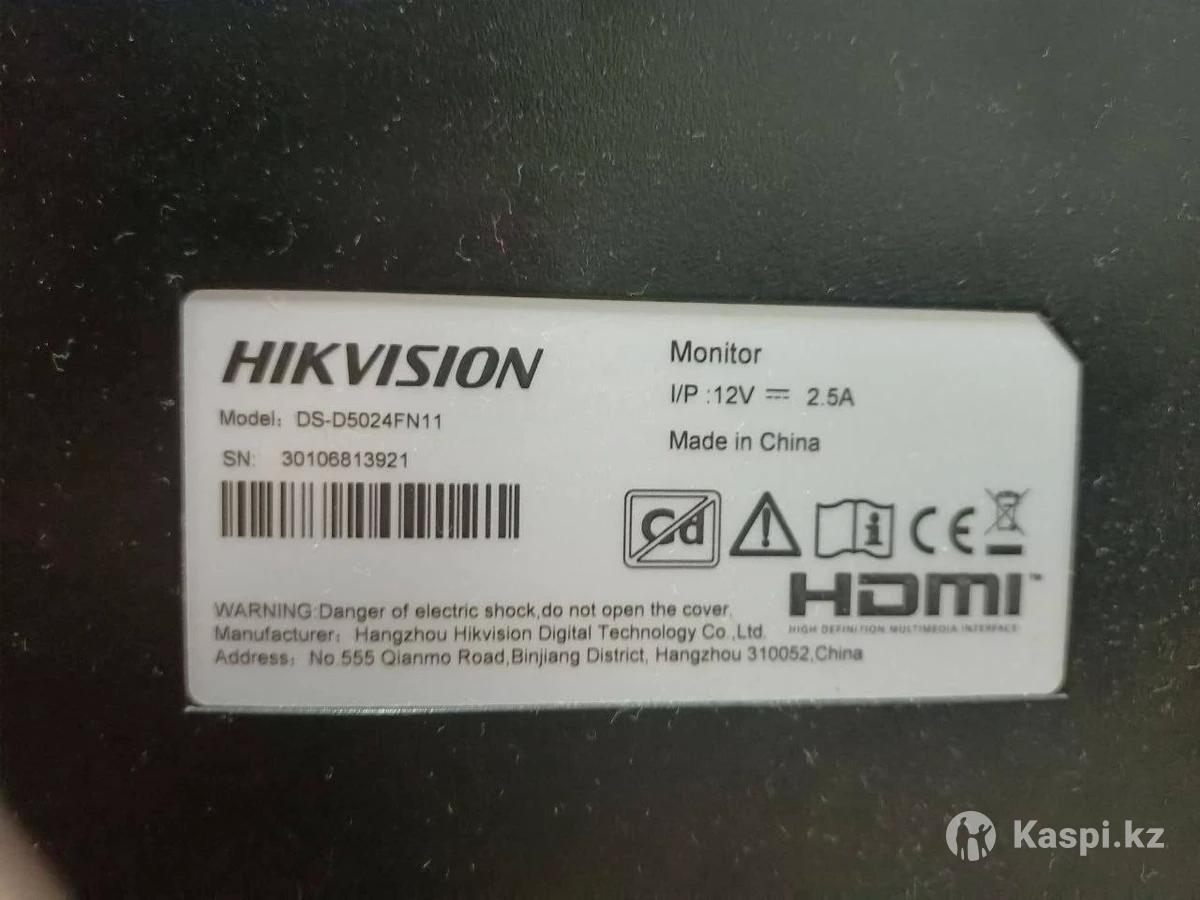 HIKVISION
Model: DS-D5024FN11
SN: 30106813921
Monitor
I/P :12V ⎓ 2.5A
Made in China
Cd
CE
HDMI™
HIGH DEFINITION MULTIMEDIA INTERFACE
WARNING:Danger of electric shock,do not open the cover.
Manufacturer: Hangzhou Hikvision Digital Technology Co.,Ltd.
Address: No.555 Qianmo Road,Binjiang District, Hangzhou 310052,China
Kaspi.kz